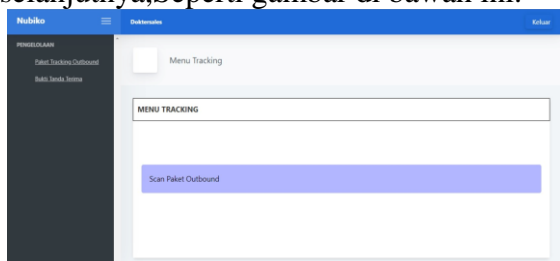 selanjutnya,Seperti gambar di bawah ini.
Nubiko
Doktersales
Keluar
PENGELOLAAN
Paket Tracking Outbound
Bukti Tanda Terima
Menu Tracking
MENU TRACKING
Scan Paket Outbound